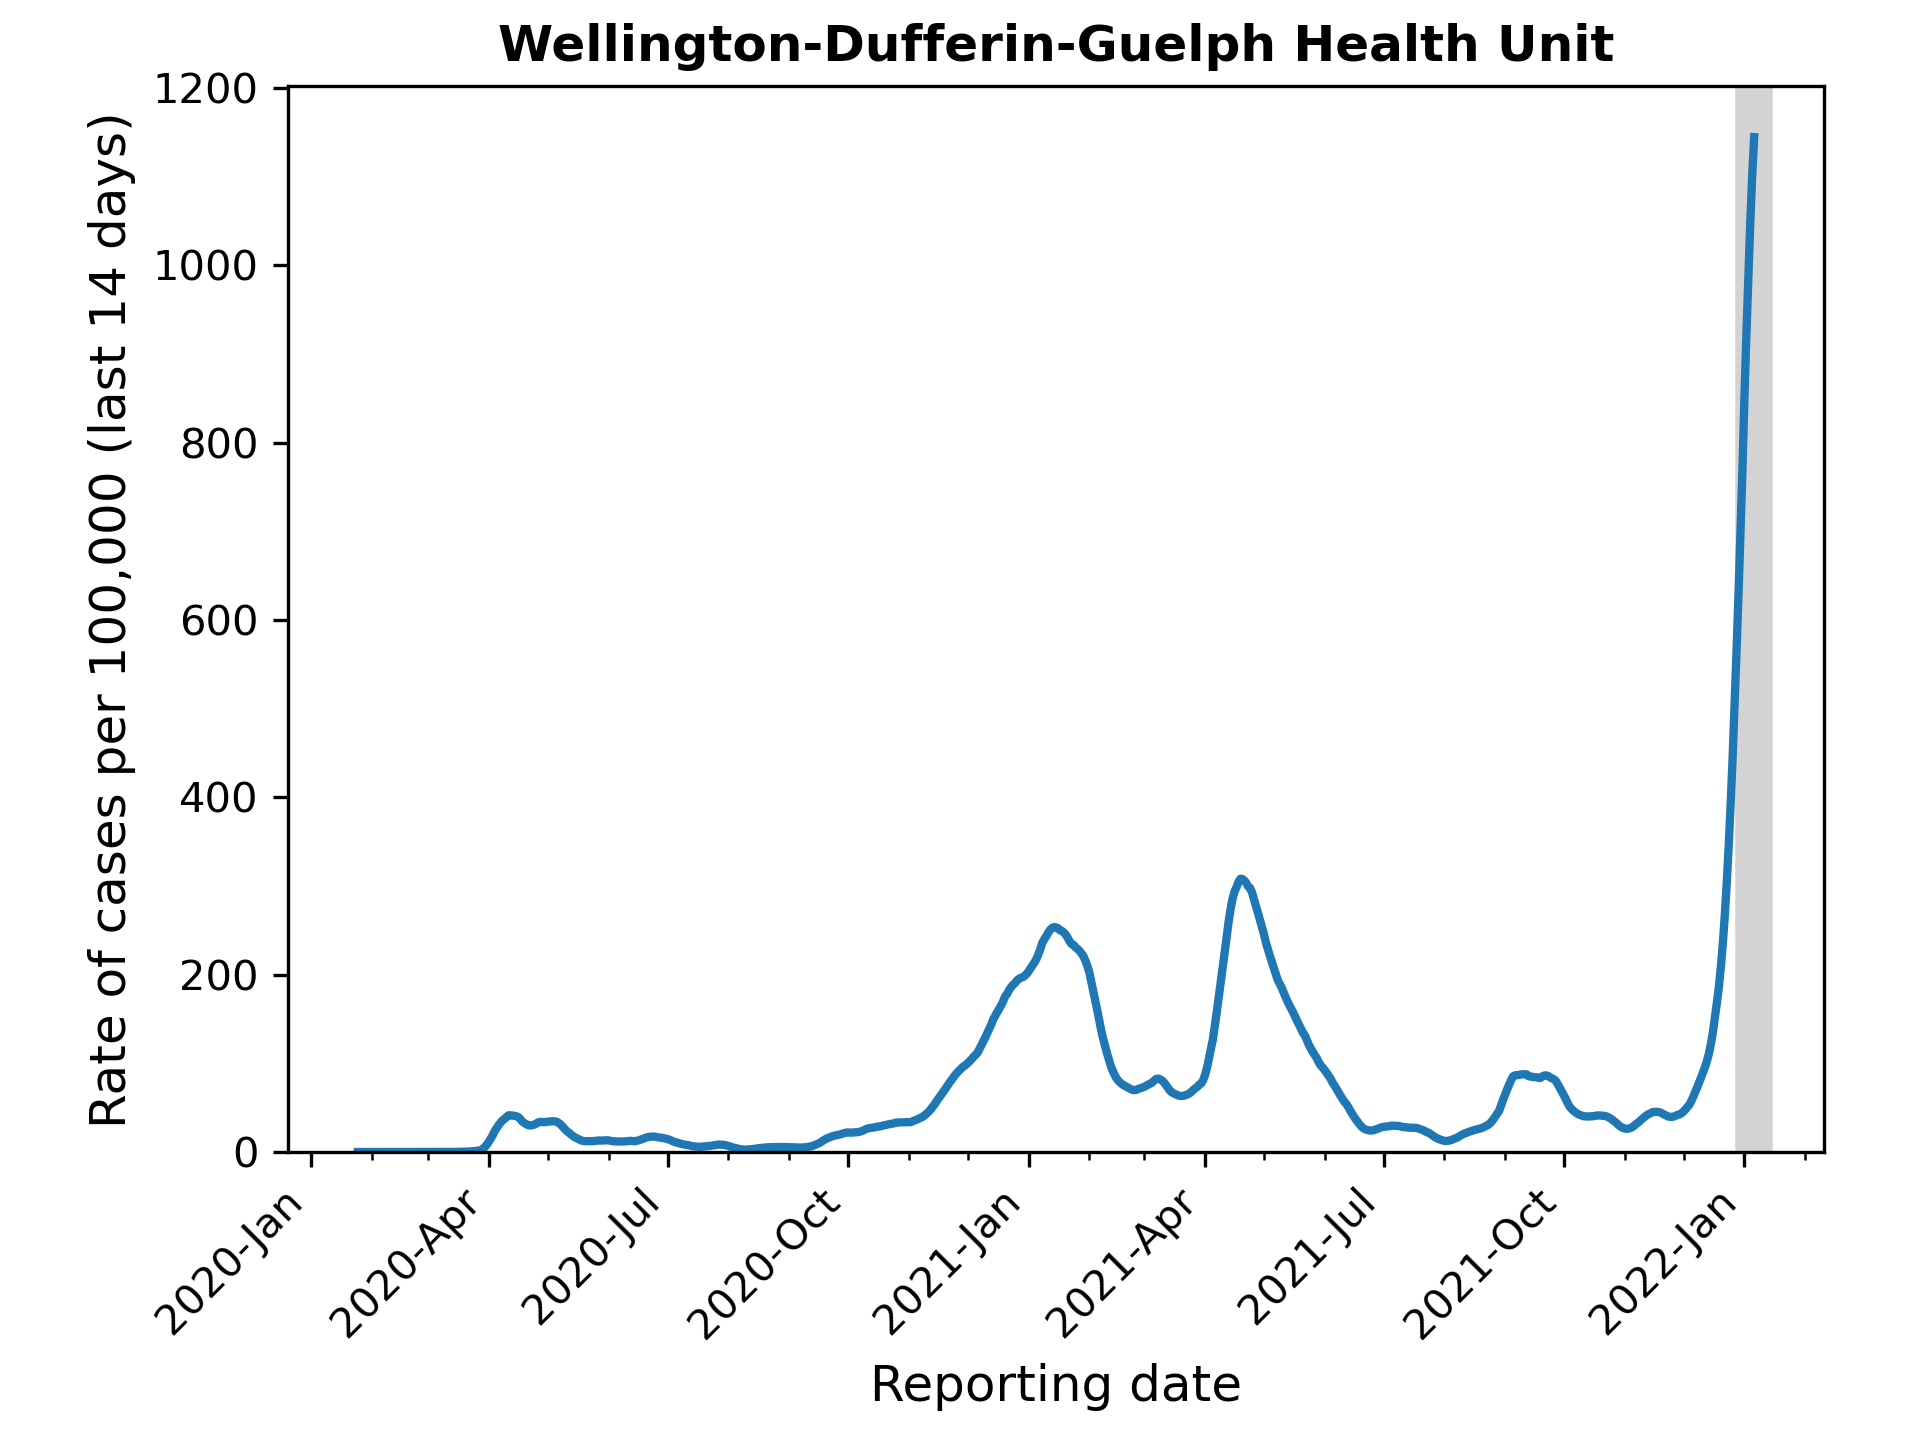 Wellington-Dufferin-Guelph Health Unit
Rate of cases per 100,000 (last 14 days)
1200
1000
800
600
400
200
0
2020-Jan
2020-Apr
2020-Jul
2020-Oct
2021-Jan
2021-Apr
2021-Jul
2021-Oct
2022-Jan
Reporting date